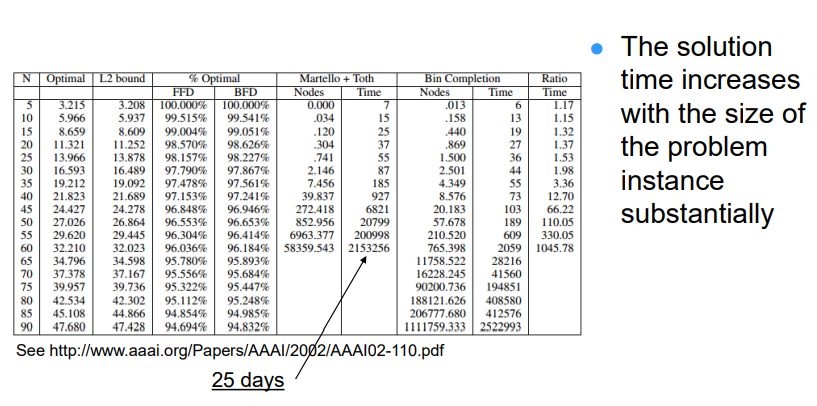 N Optimal L2 bound % Optimal Martello + Toth Bin Completion Ratio
FFD BFD Nodes Time Nodes Time Time
5 3.215 3.208 100.000% 100.000% 0.000 7 .013 6 1.17
10 5.966 5.937 99.515% 99.541% .034 15 .158 13 1.15
15 8.659 8.609 99.004% 99.051% .120 25 .440 19 1.32
20 11.321 11.252 98.570% 98.626% .304 37 .869 27 1.37
25 13.966 13.878 98.157% 98.227% .741 55 1.500 36 1.53
30 16.593 16.489 97.790% 97.867% 2.146 87 2.501 44 1.98
35 19.212 19.092 97.478% 97.561% 7.456 185 4.349 55 3.36
40 21.823 21.689 97.153% 97.241% 39.837 927 8.576 73 12.70
45 24.427 24.278 96.848% 96.946% 272.418 6821 20.183 103 66.22
50 27.026 26.864 96.553% 96.653% 852.956 20799 57.678 189 110.05
55 29.620 29.445 96.304% 96.414% 6963.377 200998 210.520 609 330.05
60 32.210 32.023 96.036% 96.184% 58359.543 2153256 765.398 2059 1045.78
65 34.796 34.598 95.780% 95.893% 11758.522 28216
70 37.378 37.167 95.556% 95.684% 16228.245 41560
75 39.957 39.736 95.322% 95.447% 90200.736 194851
80 42.534 42.302 95.112% 95.248% 188121.626 408580
85 45.108 44.866 94.854% 94.985% 206777.680 412576
90 47.680 47.428 94.694% 94.832% 1111759.333 2522993
See http://www.aaai.org/Papers/AAAI/2002/AAAI02-110.pdf
25 days
● The solution
time increases
with the size of
the problem
instance
substantially